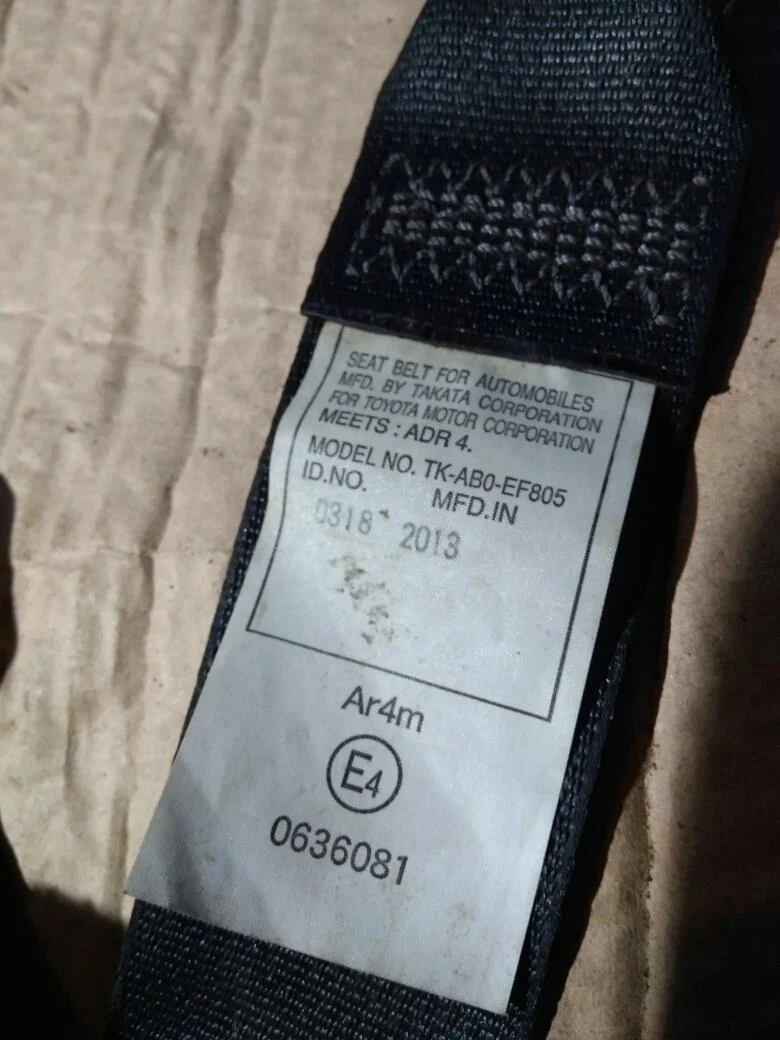 SEAT BELT FOR AUTOMOBILES
MFD. BY TAKATA CORPORATION
FOR TOYOTA MOTOR CORPORATION
MEETS : ADR 4.
MODEL NO. TK-AB0-EF805
ID.NO. MFD.IN
0318 2013
Ar4m
E4
0636081